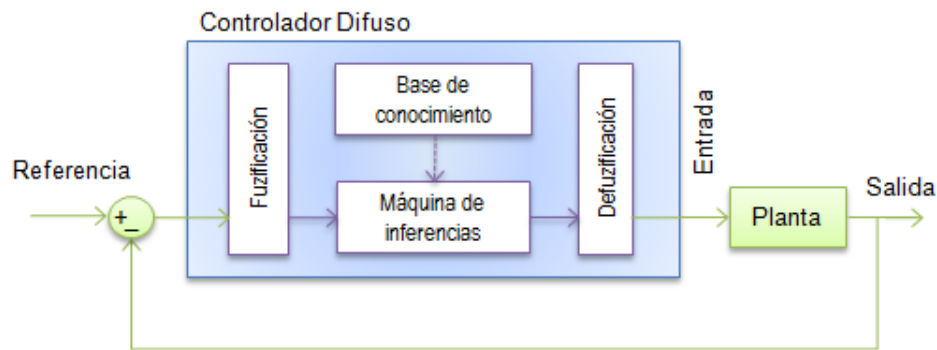 Controlador Difuso
Referencia
+
−
Fuzificación
Base de
conocimiento
Máquina de
inferencias
Defuzificación
Entrada
Planta
Salida